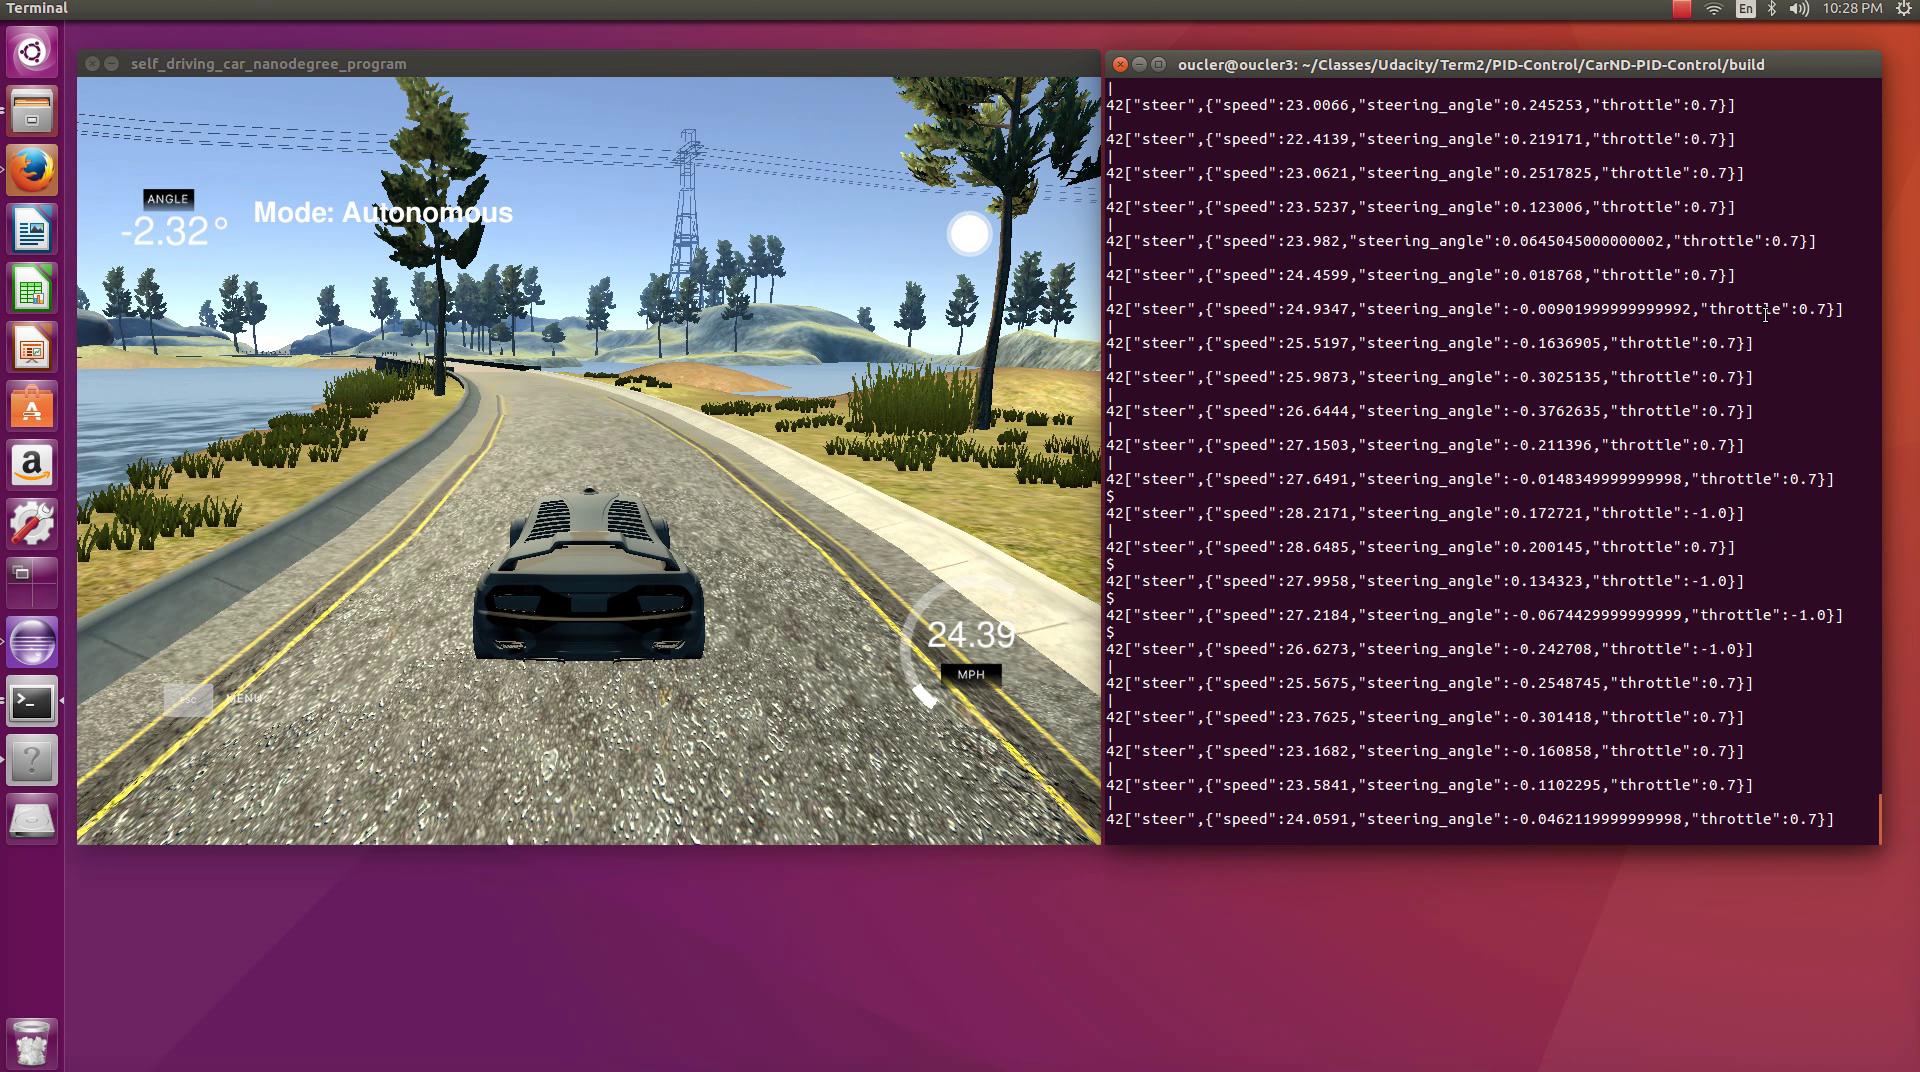 Terminal
En
10:28 PM
self_driving_car_nanodegree_program
ANGLE
-2.32°
Mode: Autonomous
24.39
MPH
esc
MENU
oucler@oucler3: ~/Classes/Udacity/Term2/PID-Control/CarND-PID-Control/build
|
42["steer",{"speed":23.0066,"steering_angle":0.245253,"throttle":0.7}]
|
42["steer",{"speed":22.4139,"steering_angle":0.219171,"throttle":0.7}]
|
42["steer",{"speed":23.0621,"steering_angle":0.2517825,"throttle":0.7}]
|
42["steer",{"speed":23.5237,"steering_angle":0.123006,"throttle":0.7}]
|
42["steer",{"speed":23.982,"steering_angle":0.0645045000000002,"throttle":0.7}]
|
42["steer",{"speed":24.4599,"steering_angle":0.018768,"throttle":0.7}]
|
42["steer",{"speed":24.9347,"steering_angle":-0.00901999999999992,"throttle":0.7}]
|
42["steer",{"speed":25.5197,"steering_angle":-0.1636905,"throttle":0.7}]
|
42["steer",{"speed":25.9873,"steering_angle":-0.3025135,"throttle":0.7}]
|
42["steer",{"speed":26.6444,"steering_angle":-0.3762635,"throttle":0.7}]
|
42["steer",{"speed":27.1503,"steering_angle":-0.211396,"throttle":0.7}]
|
42["steer",{"speed":27.6491,"steering_angle":-0.0148349999999998,"throttle":0.7}]
$
42["steer",{"speed":28.2171,"steering_angle":0.172721,"throttle":-1.0}]
|
42["steer",{"speed":28.6485,"steering_angle":0.200145,"throttle":0.7}]
$
42["steer",{"speed":27.9958,"steering_angle":0.134323,"throttle":-1.0}]
$
42["steer",{"speed":27.2184,"steering_angle":-0.0674429999999999,"throttle":-1.0}]
$
42["steer",{"speed":26.6273,"steering_angle":-0.242708,"throttle":-1.0}]
|
42["steer",{"speed":25.5675,"steering_angle":-0.2548745,"throttle":0.7}]
|
42["steer",{"speed":23.7625,"steering_angle":-0.301418,"throttle":0.7}]
|
42["steer",{"speed":23.1682,"steering_angle":-0.160858,"throttle":0.7}]
|
42["steer",{"speed":23.5841,"steering_angle":-0.1102295,"throttle":0.7}]
|
42["steer",{"speed":24.0591,"steering_angle":-0.0462119999999998,"throttle":0.7}]